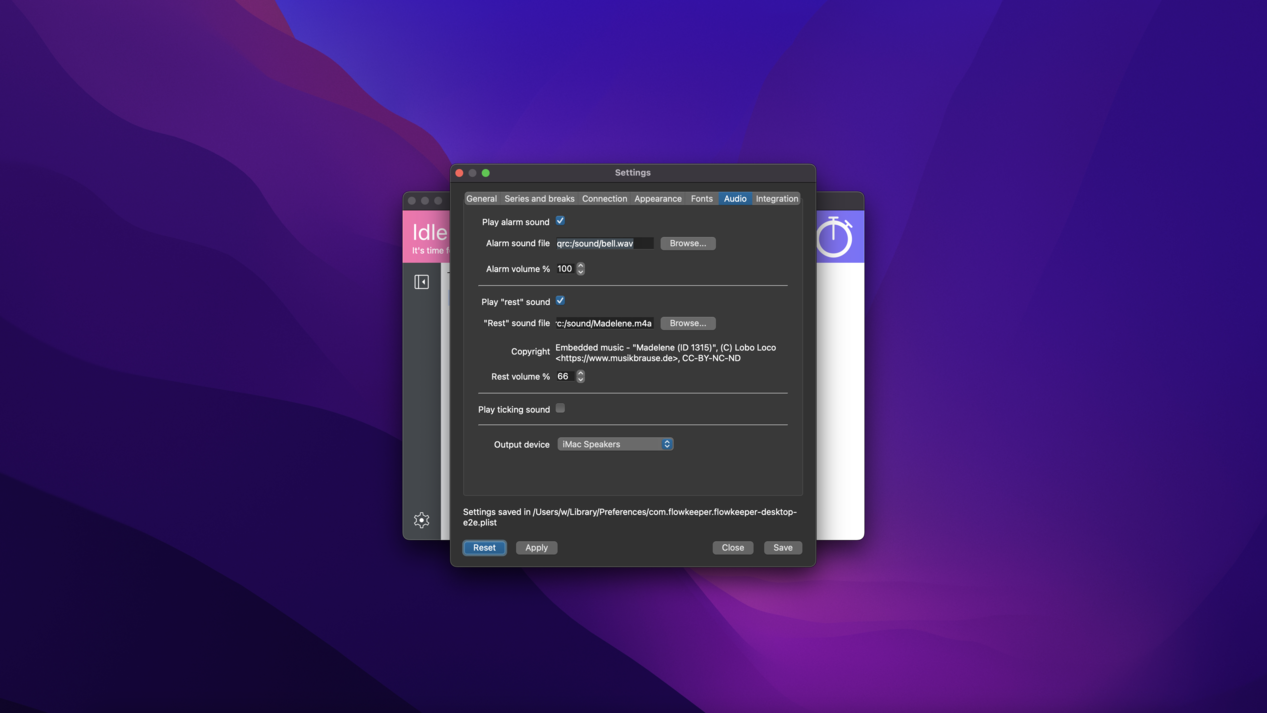 Settings
General Series and breaks Connection Appearance Fonts Audio Integration
Idle
It's time f
Play alarm sound
Alarm sound file qrc:/sound/bell.wav Browse...
Alarm volume % 100
Play "rest" sound
"Rest" sound file c:/sound/Madelene.m4a Browse...
Copyright Embedded music - "Madelene (ID 1315)", (C) Lobo Loco
<https://www.musikbrause.de>, CC-BY-NC-ND
Rest volume % 66
Play ticking sound
Output device iMac Speakers
Settings saved in /Users/w/Library/Preferences/com.flowkeeper.flowkeeper-desktop-
e2e.plist
Reset Apply Close Save